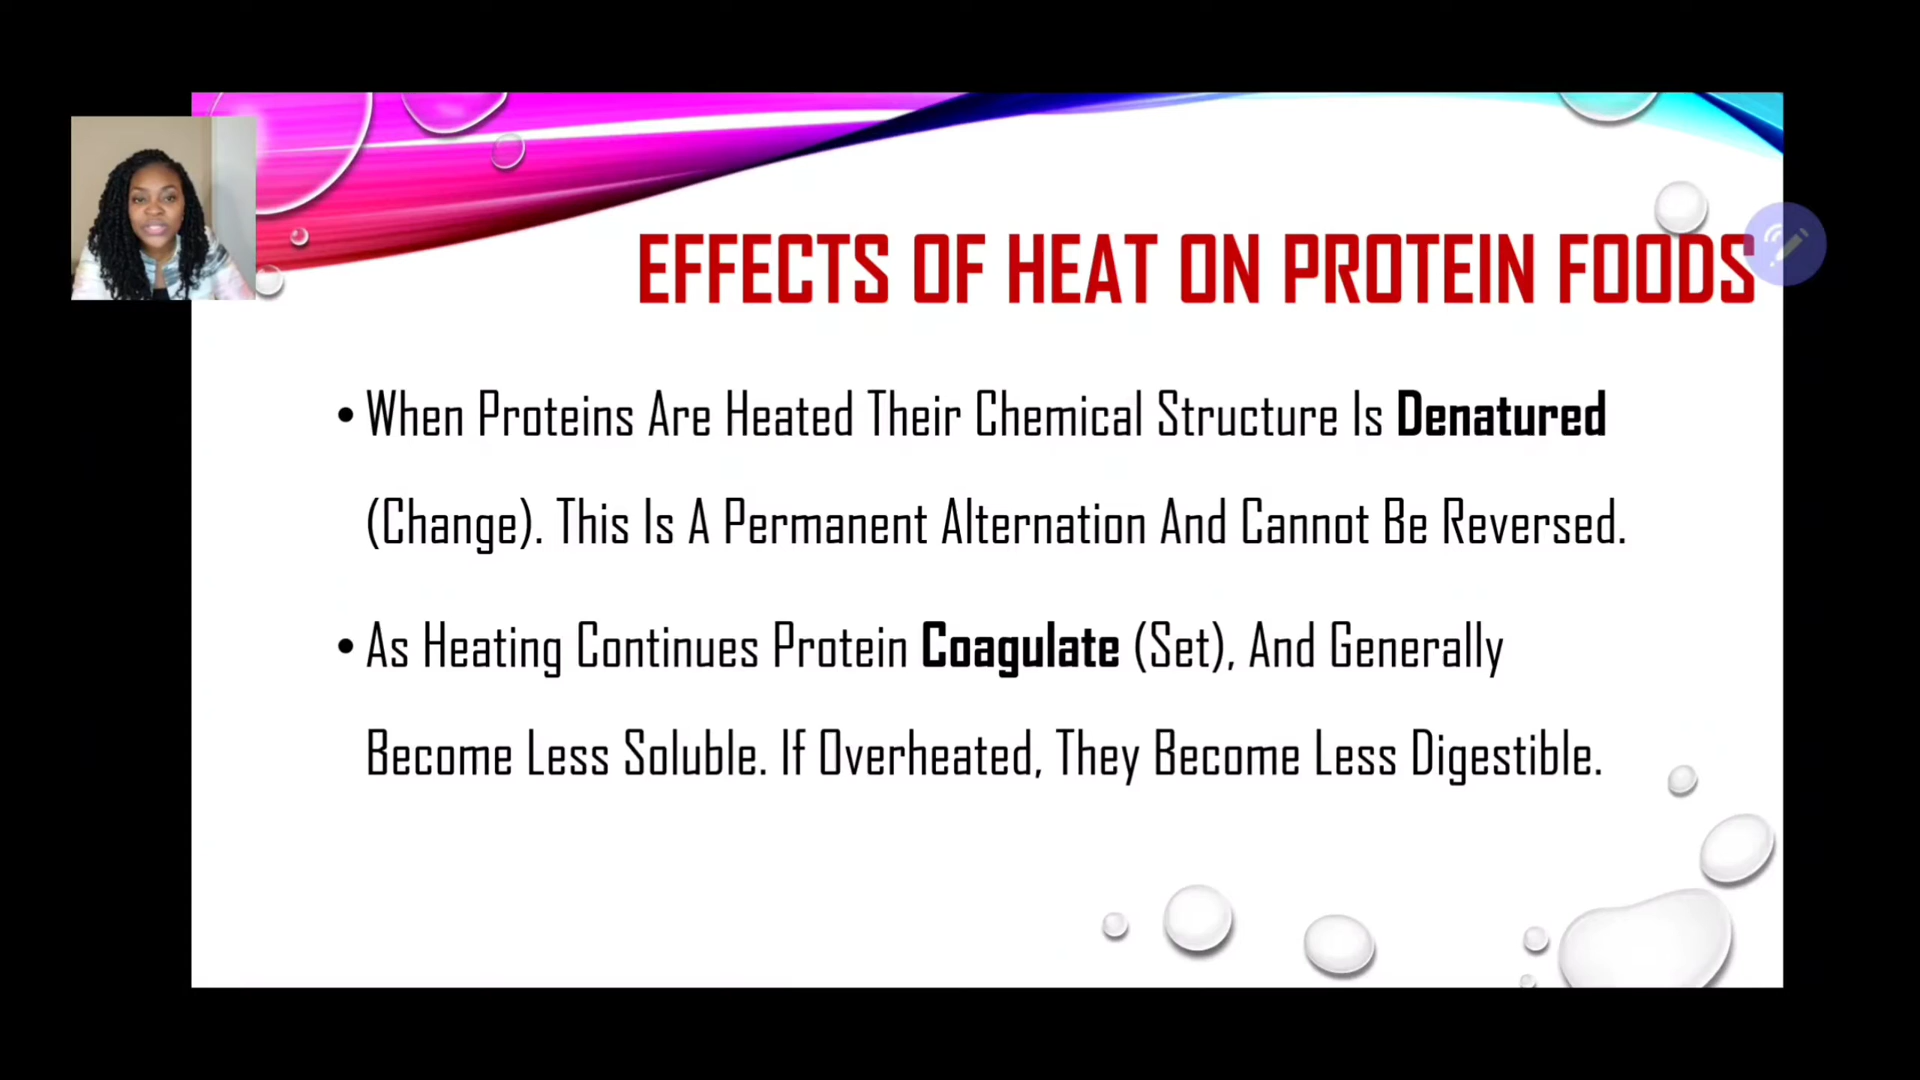 EFFECTS OF HEAT ON PROTEIN FOODS
• When Proteins Are Heated Their Chemical Structure Is Denatured
(Change). This Is A Permanent Alternation And Cannot Be Reversed.
• As Heating Continues Protein Coagulate (Set), And Generally
Become Less Soluble. If Overheated, They Become Less Digestible.